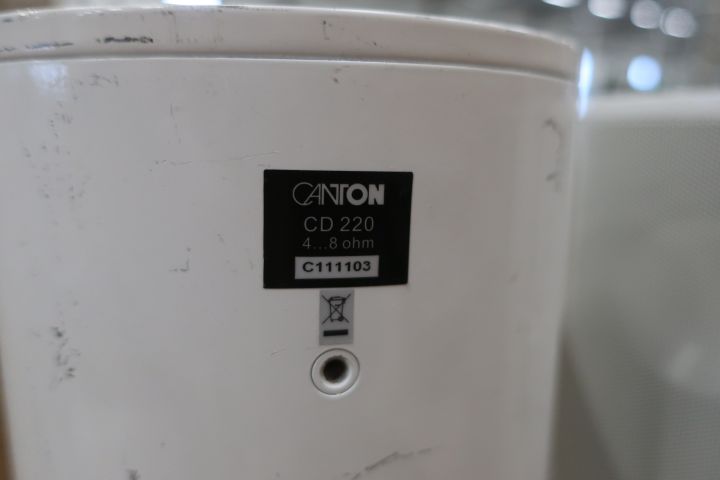 CANTON
CD 220
4...8 ohm
C111103